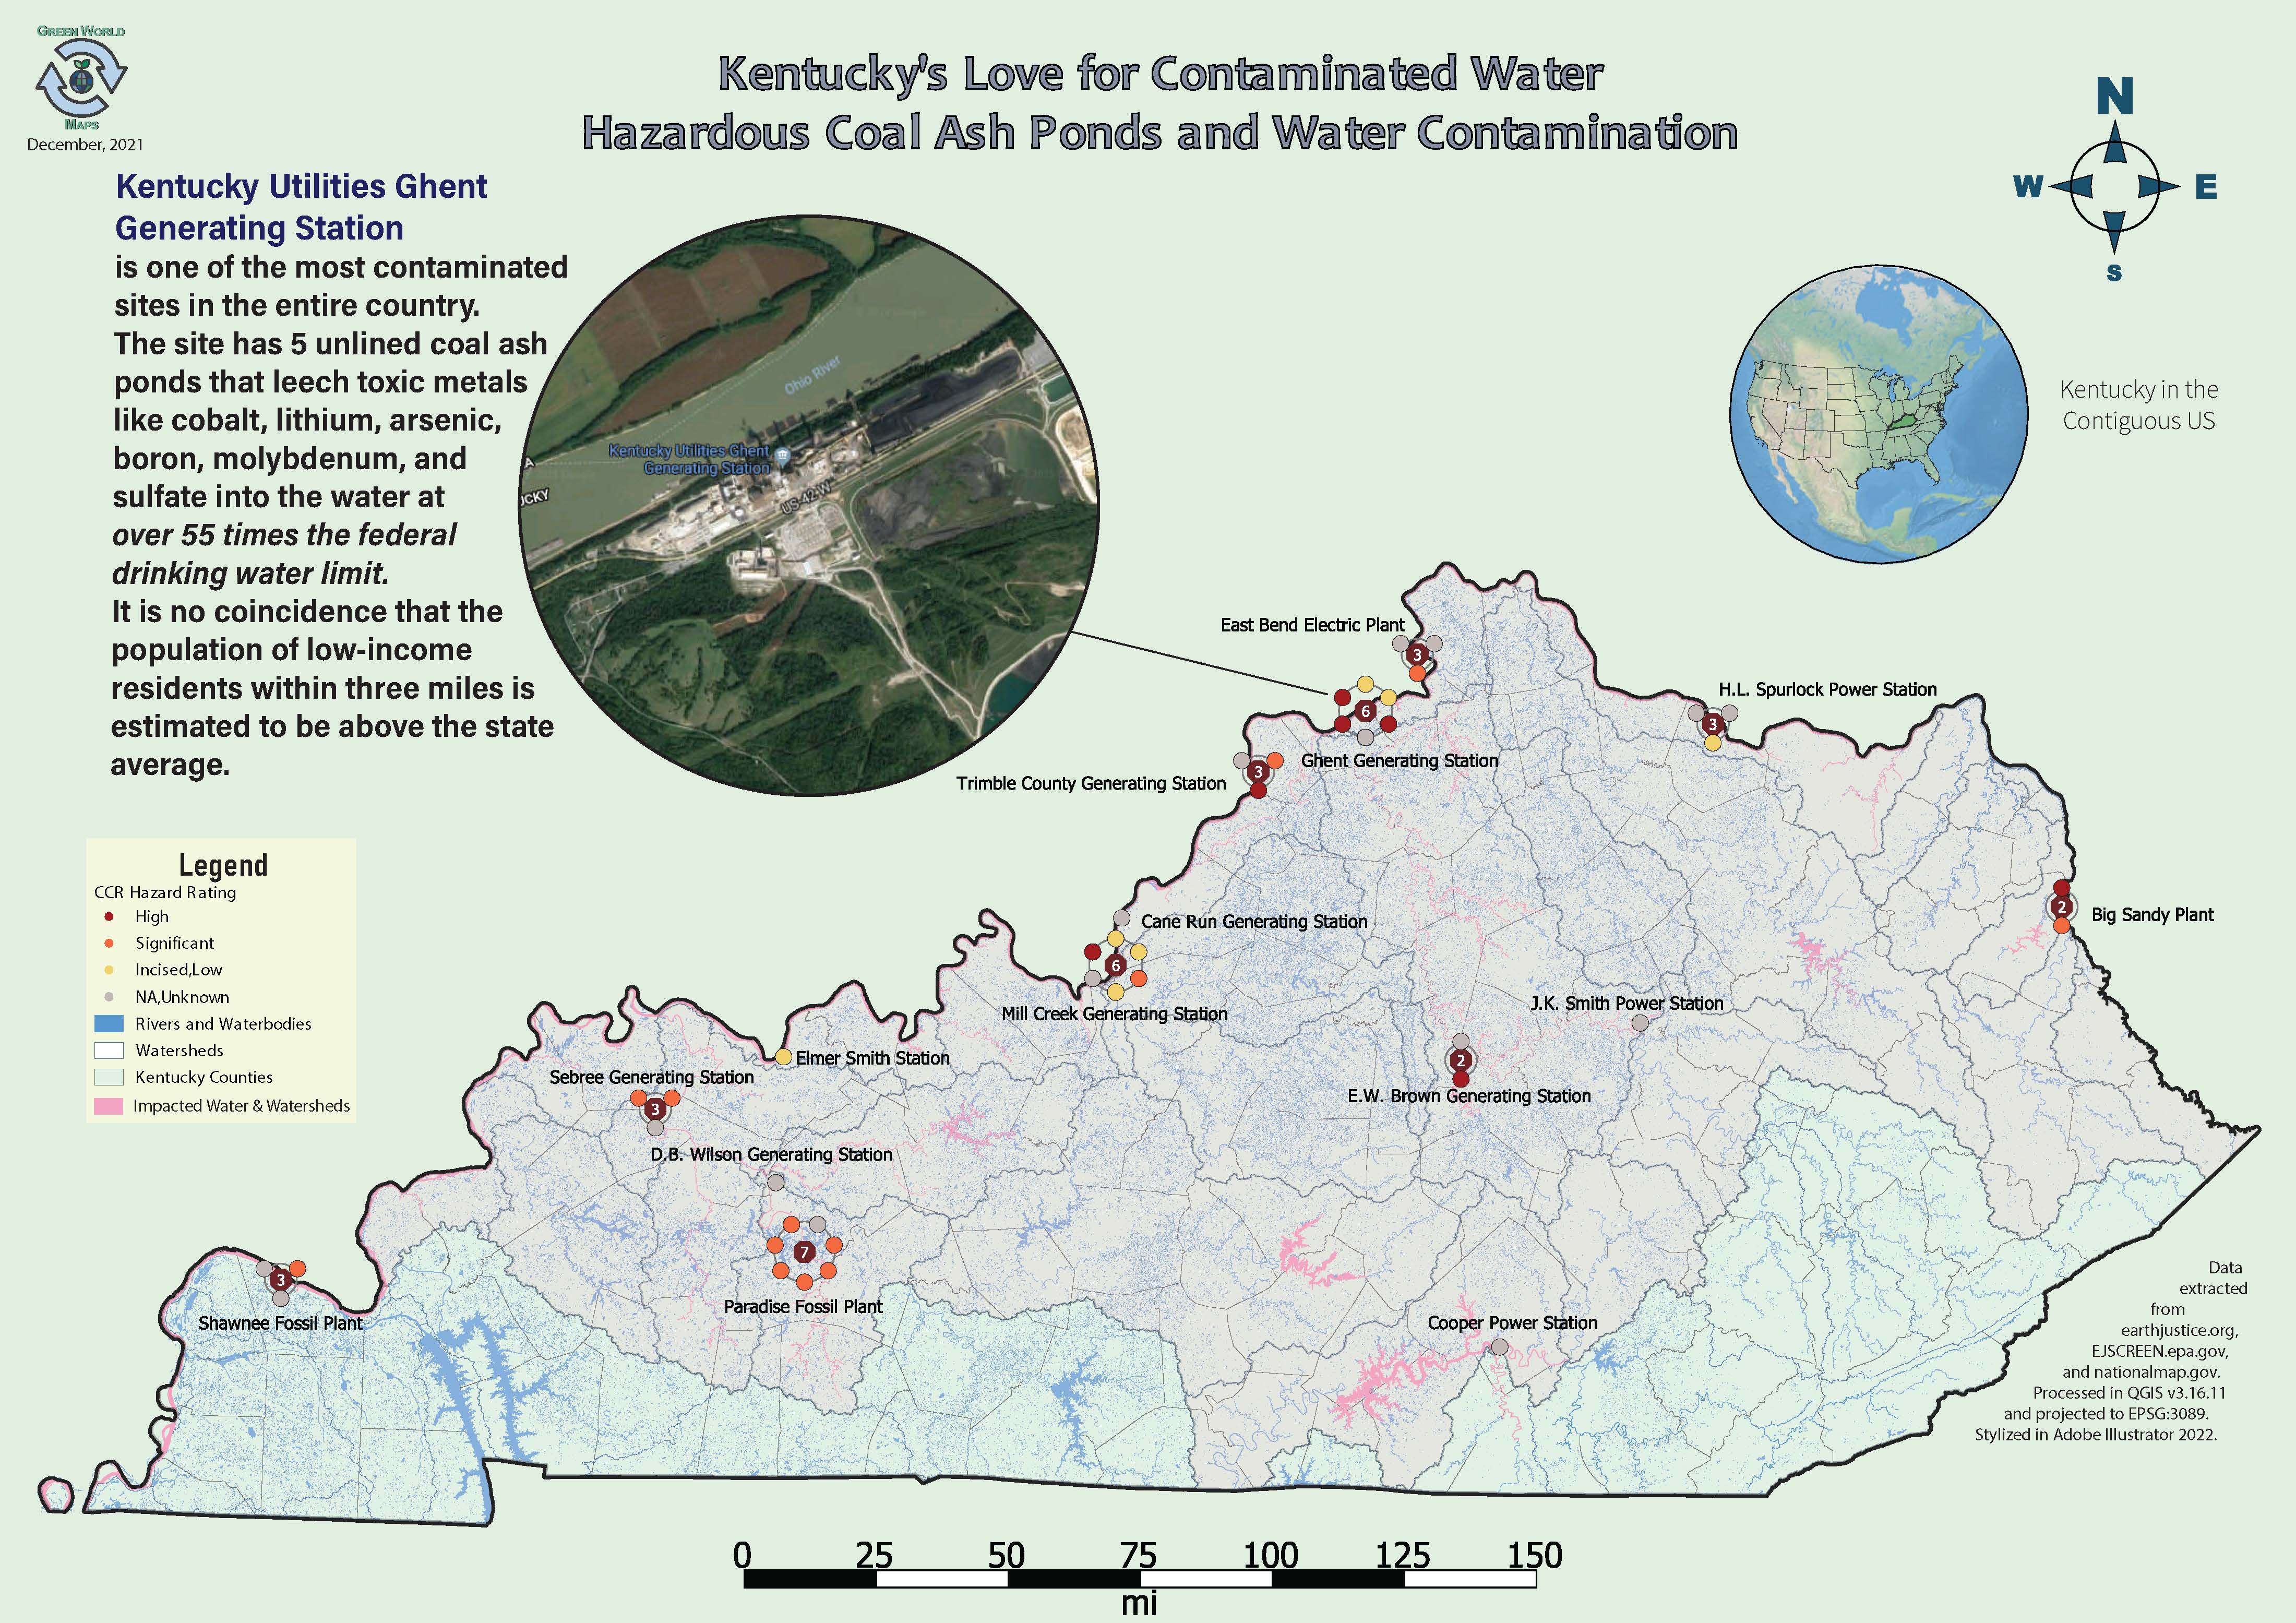 GREEN WORLD
MAPS
December, 2021
Kentucky's Love for Contaminated Water
Hazardous Coal Ash Ponds and Water Contamination
N
W
E
S
Kentucky Utilities Ghent
Generating Station
is one of the most contaminated
sites in the entire country.
The site has 5 unlined coal ash
ponds that leech toxic metals
like cobalt, lithium, arsenic,
boron, molybdenum, and
sulfate into the water at
over 55 times the federal
drinking water limit.
It is no coincidence that the
population of low-income
residents within three miles is
estimated to be above the state
average.
Ohio River
Kentucky Utilities Ghent
Generating Station
A
UCKY
US-42 W
Kentucky in the
Contiguous US
East Bend Electric Plant
3
H.L. Spurlock Power Station
3
6
Ghent Generating Station
3
Trimble County Generating Station
Legend
CCR Hazard Rating
High
Significant
Incised,Low
NA,Unknown
Rivers and Waterbodies
Watersheds
Kentucky Counties
Impacted Water & Watersheds
2
Big Sandy Plant
Cane Run Generating Station
6
Mill Creek Generating Station
J.K. Smith Power Station
2
E.W. Brown Generating Station
Elmer Smith Station
Sebree Generating Station
3
D.B. Wilson Generating Station
7
Paradise Fossil Plant
3
Shawnee Fossil Plant
Cooper Power Station
Data
extracted
from
earthjustice.org,
EJSCREEN.epa.gov,
and nationalmap.gov.
Processed in QGIS v3.16.11
and projected to EPSG:3089.
Stylized in Adobe Illustrator 2022.
0 25 50 75 100 125 150
mi